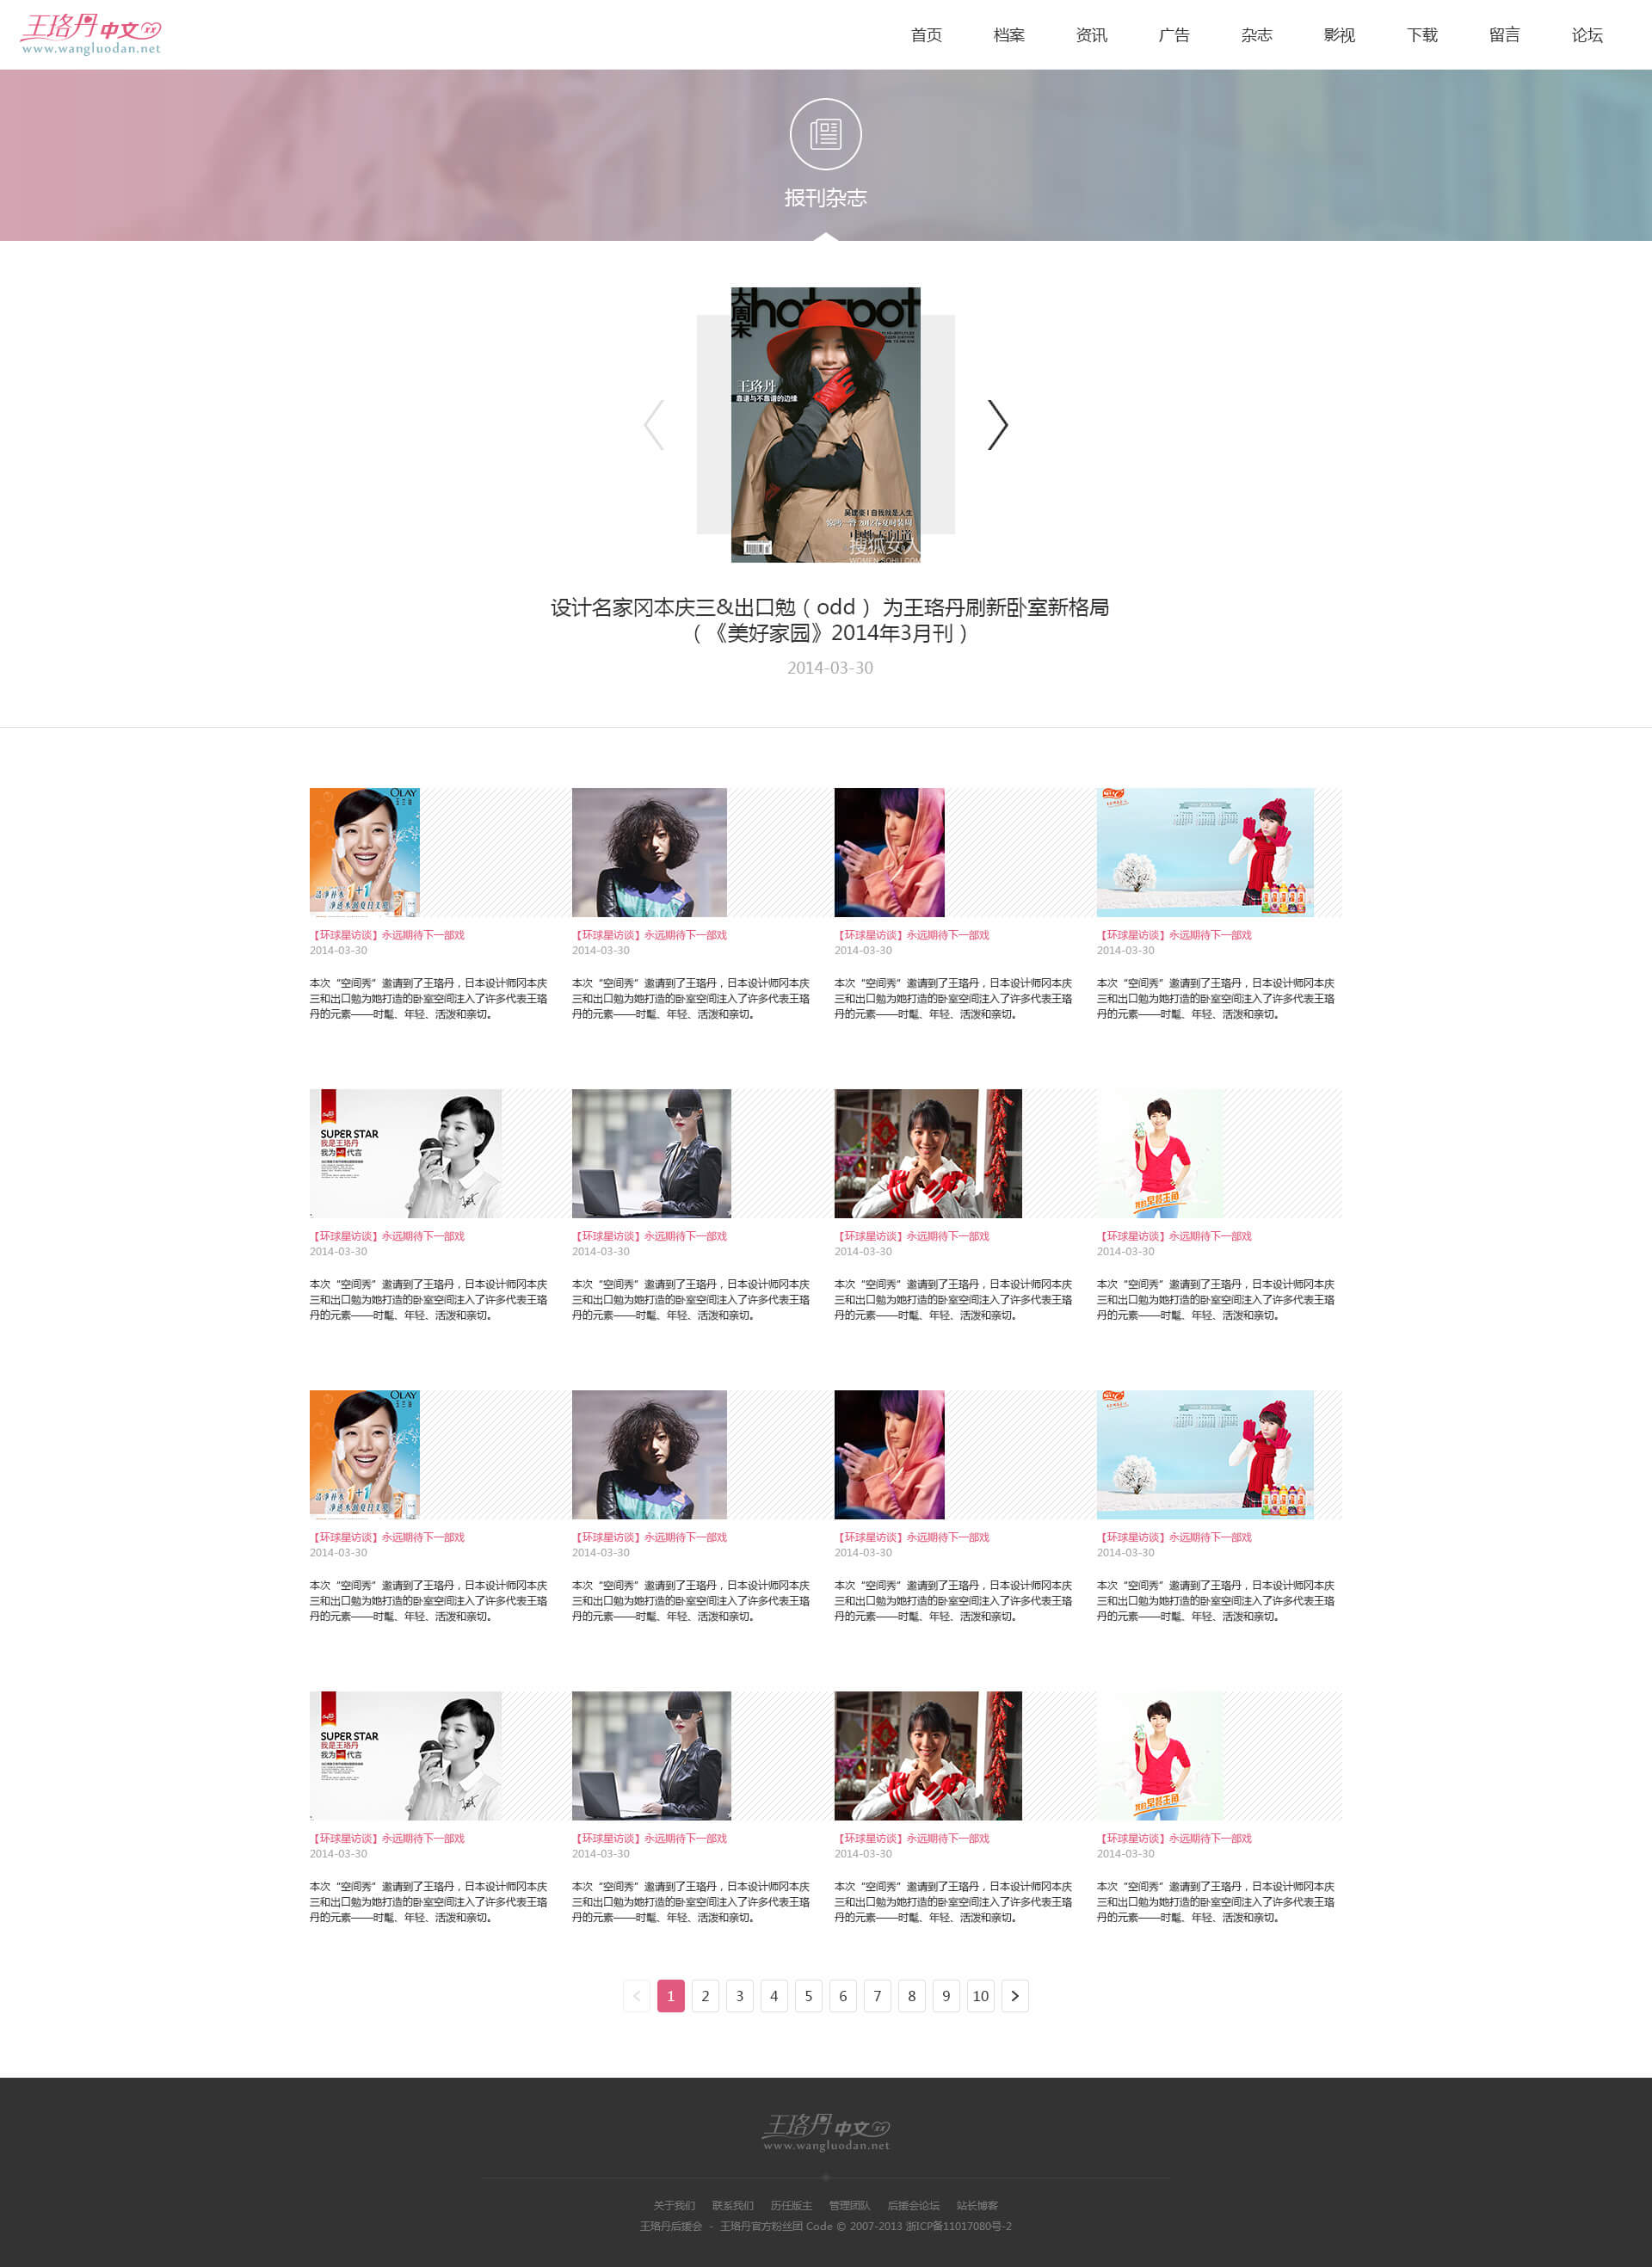 王珞丹中文
www.wangluodan.net
首页 档案 资讯 广告 杂志 影视 下载 留言 论坛
报刊杂志
大周末 hotspot
王珞丹
靠谱与不靠谱的边缘
吴建豪 | 自我就是人生
搜狐女人
WOMEN.SOHU.COM
设计名家冈本庆三&出口勉（odd） 为王珞丹刷新卧室新格局
（《美好家园》2014年3月刊）
2014-03-30
OLAY
洁净补水1+1
【环球星访谈】永远期待下一部戏 【环球星访谈】永远期待下一部戏 【环球星访谈】永远期待下一部戏 【环球星访谈】永远期待下一部戏
2014-03-30 2014-03-30 2014-03-30 2014-03-30
本次“空间秀”邀请到了王珞丹，日本设计师冈本庆 本次“空间秀”邀请到了王珞丹，日本设计师冈本庆 本次“空间秀”邀请到了王珞丹，日本设计师冈本庆 本次“空间秀”邀请到了王珞丹，日本设计师冈本庆
三和出口勉为她打造的卧室空间注入了许多代表王珞 三和出口勉为她打造的卧室空间注入了许多代表王珞 三和出口勉为她打造的卧室空间注入了许多代表王珞 三和出口勉为她打造的卧室空间注入了许多代表王珞
丹的元素——时髦、年轻、活泼和亲切。 丹的元素——时髦、年轻、活泼和亲切。 丹的元素——时髦、年轻、活泼和亲切。 丹的元素——时髦、年轻、活泼和亲切。
SUPER STAR
我是王珞丹
我为 代言
【环球星访谈】永远期待下一部戏 【环球星访谈】永远期待下一部戏 【环球星访谈】永远期待下一部戏 【环球星访谈】永远期待下一部戏
2014-03-30 2014-03-30 2014-03-30 2014-03-30
本次“空间秀”邀请到了王珞丹，日本设计师冈本庆 本次“空间秀”邀请到了王珞丹，日本设计师冈本庆 本次“空间秀”邀请到了王珞丹，日本设计师冈本庆 本次“空间秀”邀请到了王珞丹，日本设计师冈本庆
三和出口勉为她打造的卧室空间注入了许多代表王珞 三和出口勉为她打造的卧室空间注入了许多代表王珞 三和出口勉为她打造的卧室空间注入了许多代表王珞 三和出口勉为她打造的卧室空间注入了许多代表王珞
丹的元素——时髦、年轻、活泼和亲切。 丹的元素——时髦、年轻、活泼和亲切。 丹的元素——时髦、年轻、活泼和亲切。 丹的元素——时髦、年轻、活泼和亲切。
OLAY
洁净补水1+1
【环球星访谈】永远期待下一部戏 【环球星访谈】永远期待下一部戏 【环球星访谈】永远期待下一部戏 【环球星访谈】永远期待下一部戏
2014-03-30 2014-03-30 2014-03-30 2014-03-30
本次“空间秀”邀请到了王珞丹，日本设计师冈本庆 本次“空间秀”邀请到了王珞丹，日本设计师冈本庆 本次“空间秀”邀请到了王珞丹，日本设计师冈本庆 本次“空间秀”邀请到了王珞丹，日本设计师冈本庆
三和出口勉为她打造的卧室空间注入了许多代表王珞 三和出口勉为她打造的卧室空间注入了许多代表王珞 三和出口勉为她打造的卧室空间注入了许多代表王珞 三和出口勉为她打造的卧室空间注入了许多代表王珞
丹的元素——时髦、年轻、活泼和亲切。 丹的元素——时髦、年轻、活泼和亲切。 丹的元素——时髦、年轻、活泼和亲切。 丹的元素——时髦、年轻、活泼和亲切。
SUPER STAR
我是王珞丹
我为 代言
【环球星访谈】永远期待下一部戏 【环球星访谈】永远期待下一部戏 【环球星访谈】永远期待下一部戏 【环球星访谈】永远期待下一部戏
2014-03-30 2014-03-30 2014-03-30 2014-03-30
本次“空间秀”邀请到了王珞丹，日本设计师冈本庆 本次“空间秀”邀请到了王珞丹，日本设计师冈本庆 本次“空间秀”邀请到了王珞丹，日本设计师冈本庆 本次“空间秀”邀请到了王珞丹，日本设计师冈本庆
三和出口勉为她打造的卧室空间注入了许多代表王珞 三和出口勉为她打造的卧室空间注入了许多代表王珞 三和出口勉为她打造的卧室空间注入了许多代表王珞 三和出口勉为她打造的卧室空间注入了许多代表王珞
丹的元素——时髦、年轻、活泼和亲切。 丹的元素——时髦、年轻、活泼和亲切。 丹的元素——时髦、年轻、活泼和亲切。 丹的元素——时髦、年轻、活泼和亲切。
1 2 3 4 5 6 7 8 9 10
王珞丹中文
www.wangluodan.net
关于我们 联系我们 历任版主 管理团队 后援会论坛 站长博客
王珞丹后援会 - 王珞丹官方粉丝团 Code © 2007-2013 浙ICP备11017080号-2